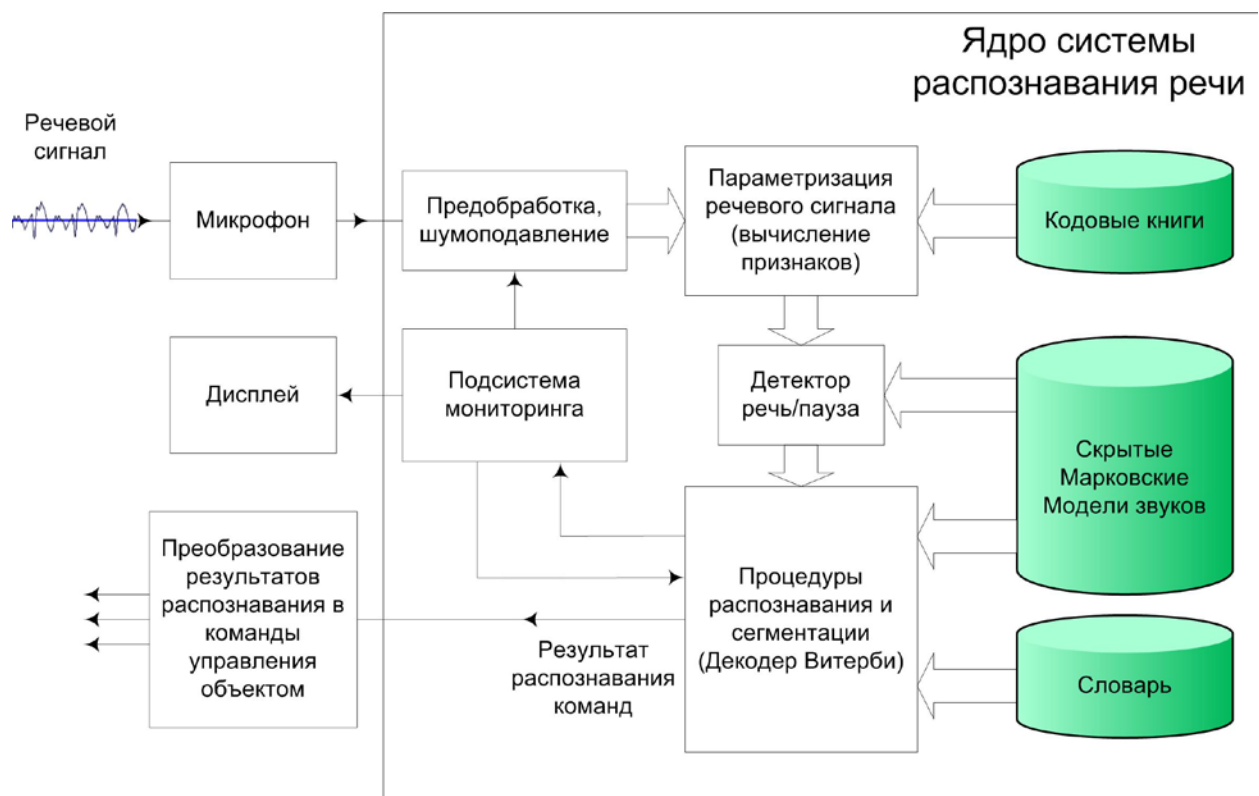 Ядро системы
распознавания речи
Речевой
сигнал
Микрофон
Предобработка,
шумоподавление
Параметризация
речевого сигнала
(вычисление
признаков)
Кодовые книги
Дисплей
Подсистема
мониторинга
Детектор
речь/пауза
Скрытые
Марковские
Модели звуков
Преобразование
результатов
распознавания в
команды
управления
объектом
Результат
распознавания
команд
Процедуры
распознавания и
сегментации
(Декодер Витерби)
Словарь